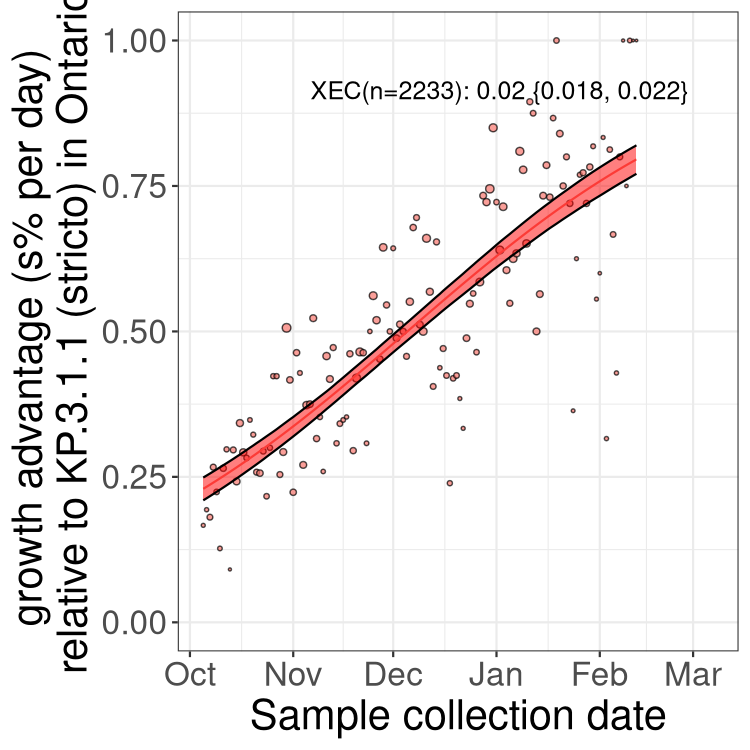 growth advantage (s% per day)
relative to KP.3.1.1 (stricto) in Ontario
1.00
0.75
0.50
0.25
0.00
XEC(n=2233): 0.02 {0.018, 0.022}
Oct Nov Dec Jan Feb Mar
Sample collection date